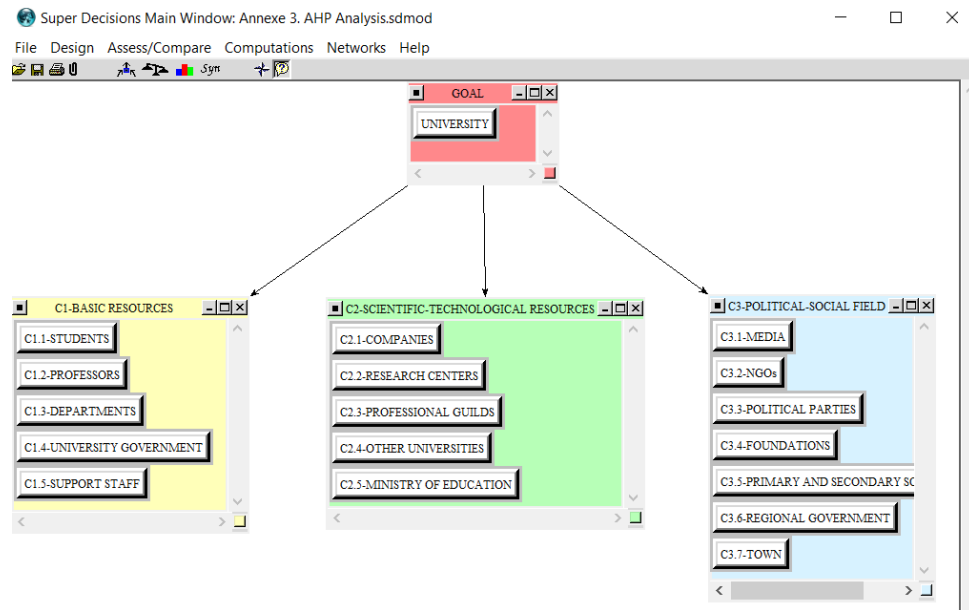 Super Decisions Main Window: Annexe 3. AHP Analysis.sdmod
File Design Assess/Compare Computations Networks Help
Syn
GOAL
UNIVERSITY
C1-BASIC RESOURCES
C1.1-STUDENTS
C1.2-PROFESSORS
C1.3-DEPARTMENTS
C1.4-UNIVERSITY GOVERNMENT
C1.5-SUPPORT STAFF
C2-SCIENTIFIC-TECHNOLOGICAL RESOURCES
C2.1-COMPANIES
C2.2-RESEARCH CENTERS
C2.3-PROFESSIONAL GUILDS
C2.4-OTHER UNIVERSITIES
C2.5-MINISTRY OF EDUCATION
C3-POLITICAL-SOCIAL FIELD
C3.1-MEDIA
C3.2-NGOs
C3.3-POLITICAL PARTIES
C3.4-FOUNDATIONS
C3.5-PRIMARY AND SECONDARY SC
C3.6-REGIONAL GOVERNMENT
C3.7-TOWN